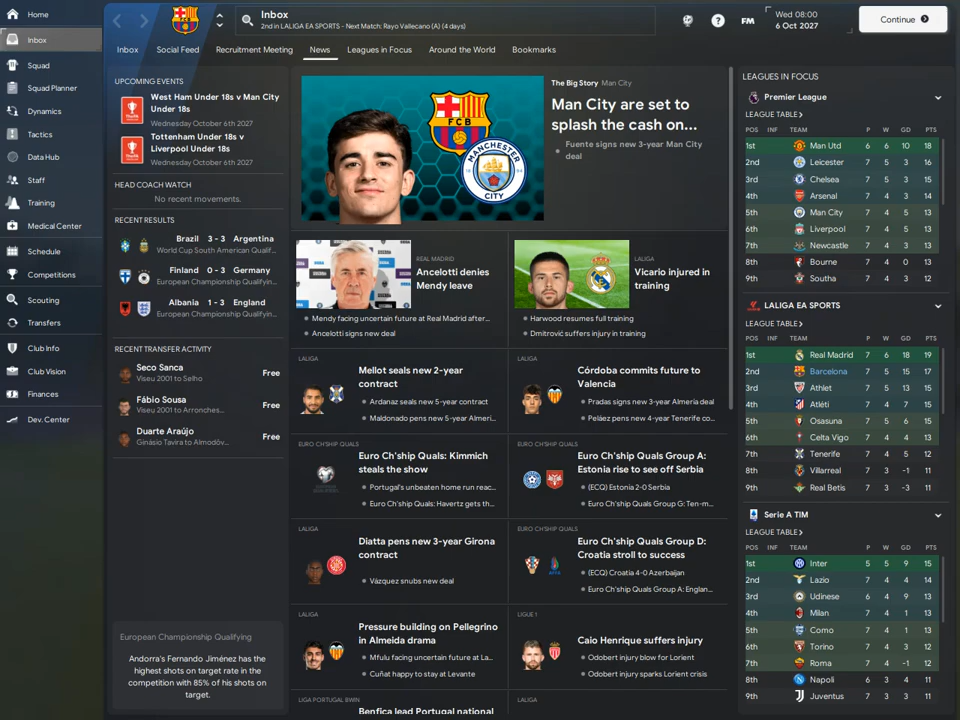 Home
Inbox
Squad
Squad Planner
Dynamics
Tactics
Data Hub
Staff
Training
Medical Center
Schedule
Competitions
Scouting
Transfers
Club Info
Club Vision
Finances
Dev. Center
Inbox
2nd in LALIGA EA SPORTS - Next Match: Rayo Vallecano (A) (4 days)
FM
Wed 08:00
6 Oct 2027
Continue
Inbox
Social Feed
Recruitment Meeting
News
Leagues in Focus
Around the World
Bookmarks
UPCOMING EVENTS
West Ham Under 18s v Man City
Under 18s
Wednesday October 6th 2027
Tottenham Under 18s v
Liverpool Under 18s
Wednesday October 6th 2027
HEAD COACH WATCH
No recent movements.
RECENT RESULTS
Brazil 3 - 3 Argentina
World Cup South American Qualif...
Finland 0 - 3 Germany
European Championship Qualifyin...
Albania 1 - 3 England
European Championship Qualifyin...
RECENT TRANSFER ACTIVITY
Seco Sanca
Viseu 2001 to Selho
Free
Fábio Sousa
Viseu 2001 to Arronches...
Free
Duarte Araújo
Ginásio Tavira to Almodôv...
Free
European Championship Qualifying
Andorra's Fernando Jiménez has the
highest shots on target rate in the
competition with 85% of his shots on
target.
FCB
MANCHESTER
CITY
The Big Story Man City
Man City are set to
splash the cash on...
Fuente signs new 3-year Man City
deal
REAL MADRID
Ancelotti denies
Mendy leave
Mendy facing uncertain future at Real Madrid after...
Ancelotti signs new deal
LALIGA
Vicario injured in
training
Harwood resumes full training
Dmitrović suffers injury in training
LALIGA
Mellot seals new 2-year
contract
Ardanaz seals new 5-year contract
Maldonado pens new 5-year Almeri...
LALIGA
Córdoba commits future to
Valencia
Pradas signs new 3-year Almería deal
Peláez pens new 4-year Tenerife co...
EURO CH'SHIP QUALS
Euro Ch'ship Quals: Kimmich
steals the show
Portugal's unbeaten home run reac...
Euro Ch'ship Quals: Havertz gets th...
EURO CH'SHIP QUALS
Euro Ch'ship Quals Group A:
Estonia rise to see off Serbia
(ECQ) Estonia 2-0 Serbia
Euro Ch'ship Quals Group G: Ten-m...
LALIGA
Diatta pens new 3-year Girona
contract
Vázquez snubs new deal
EURO CH'SHIP QUALS
Euro Ch'ship Quals Group D:
Croatia stroll to success
(ECQ) Croatia 4-0 Azerbaijan
Euro Ch'ship Quals Group A: Englan...
LALIGA
Pressure building on Pellegrino
in Almeida drama
Mfulu facing uncertain future at La...
Cuñat happy to stay at Levante
LIGUE 1
Caio Henrique suffers injury
Odobert injury blow for Lorient
Odobert injury sparks Lorient crisis
LIGA PORTUGAL BWIN
Benfica lead Portugal national
LALIGA
LEAGUES IN FOCUS
Premier League
LEAGUE TABLE
POS INF TEAM P W GD PTS
1st Man Utd 6 6 10 18
2nd Leicester 7 5 3 16
3rd Chelsea 7 5 3 15
4th Arsenal 7 4 3 14
5th Man City 7 4 5 13
6th Liverpool 7 4 3 13
7th Newcastle 7 4 3 13
8th Bourne 7 4 0 13
9th Southa 7 4 3 12
LALIGA EA SPORTS
LEAGUE TABLE
POS INF TEAM P W GD PTS
1st Real Madrid 7 6 18 19
2nd Barcelona 7 5 15 17
3rd Athlet 7 5 13 15
4th Atléti 7 4 7 15
5th Osasuna 7 5 6 15
6th Celta Vigo 7 4 4 13
7th Tenerife 7 4 5 12
8th Villarreal 7 3 -1 11
9th Real Betis 7 3 -3 11
Serie A TIM
LEAGUE TABLE
POS INF TEAM P W GD PTS
1st Inter 5 5 9 15
2nd Lazio 7 4 4 14
3rd Udinese 6 4 9 13
4th Milan 7 4 1 13
5th Como 7 4 1 13
6th Torino 7 4 3 12
7th Roma 7 4 -1 12
8th Napoli 6 3 4 11
9th Juventus 7 3 3 11